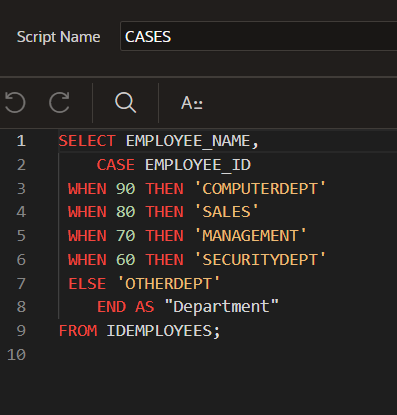 Script Name CASES
A
1 SELECT EMPLOYEE_NAME,
2 CASE EMPLOYEE_ID
3 WHEN 90 THEN 'COMPUTERDEPT'
4 WHEN 80 THEN 'SALES'
5 WHEN 70 THEN 'MANAGEMENT'
6 WHEN 60 THEN 'SECURITYDEPT'
7 ELSE 'OTHERDEPT'
8 END AS "Department"
9 FROM IDEMPLOYEES;
10